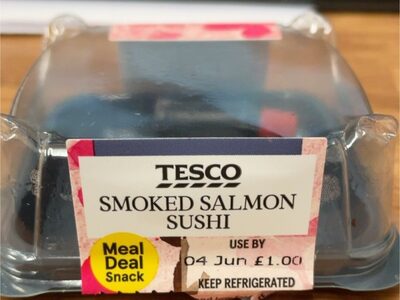 TESCO
SMOKED SALMON
SUSHI
Meal
Deal
Snack
USE BY
04 Jun £1.00
KEEP REFRIGERATED